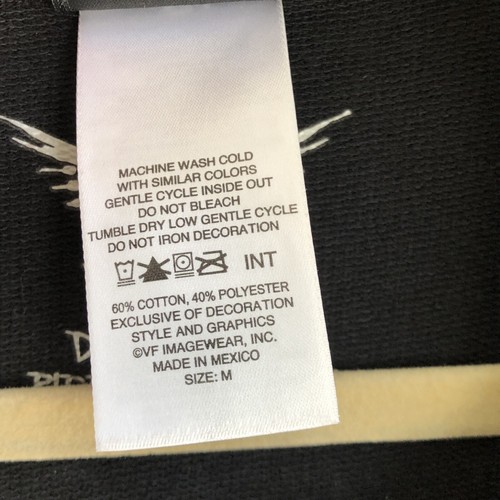 MACHINE WASH COLD
WITH SIMILAR COLORS
GENTLE CYCLE INSIDE OUT
DO NOT BLEACH
TUMBLE DRY LOW GENTLE CYCLE
DO NOT IRON DECORATION
INT
60% COTTON, 40% POLYESTER
EXCLUSIVE OF DECORATION
STYLE AND GRAPHICS
©VF IMAGEWEAR, INC.
MADE IN MEXICO
SIZE: M